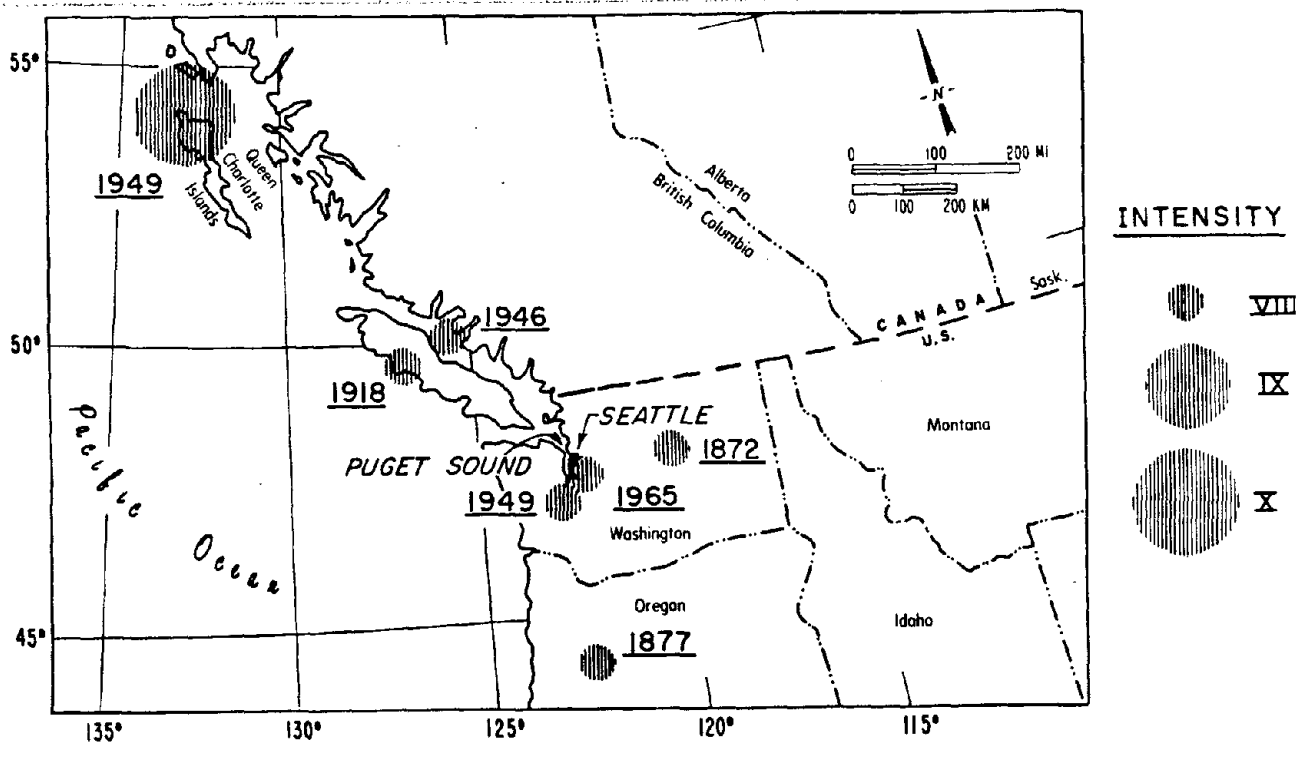 55°
50°
45°
135°
130°
125°
120°
115°
1949
Queen
Charlotte
Islands
Alberta
British Columbia
-N-
0 100 200 MI
0 100 200 KM
CANADA
U.S.
Sask.
1946
1918
SEATTLE
PUGET SOUND
1872
1949
1965
Washington
Montana
Oregon
Idaho
1877
Pacific
Ocean
INTENSITY
VIII
IX
X